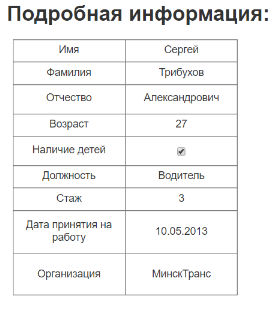 Подробная информация:
Имя Сергей
Фамилия Трибухов
Отчество Александрович
Возраст 27
Наличие детей
Должность Водитель
Стаж 3
Дата принятия на
работу 10.05.2013
Организация МинскТранс